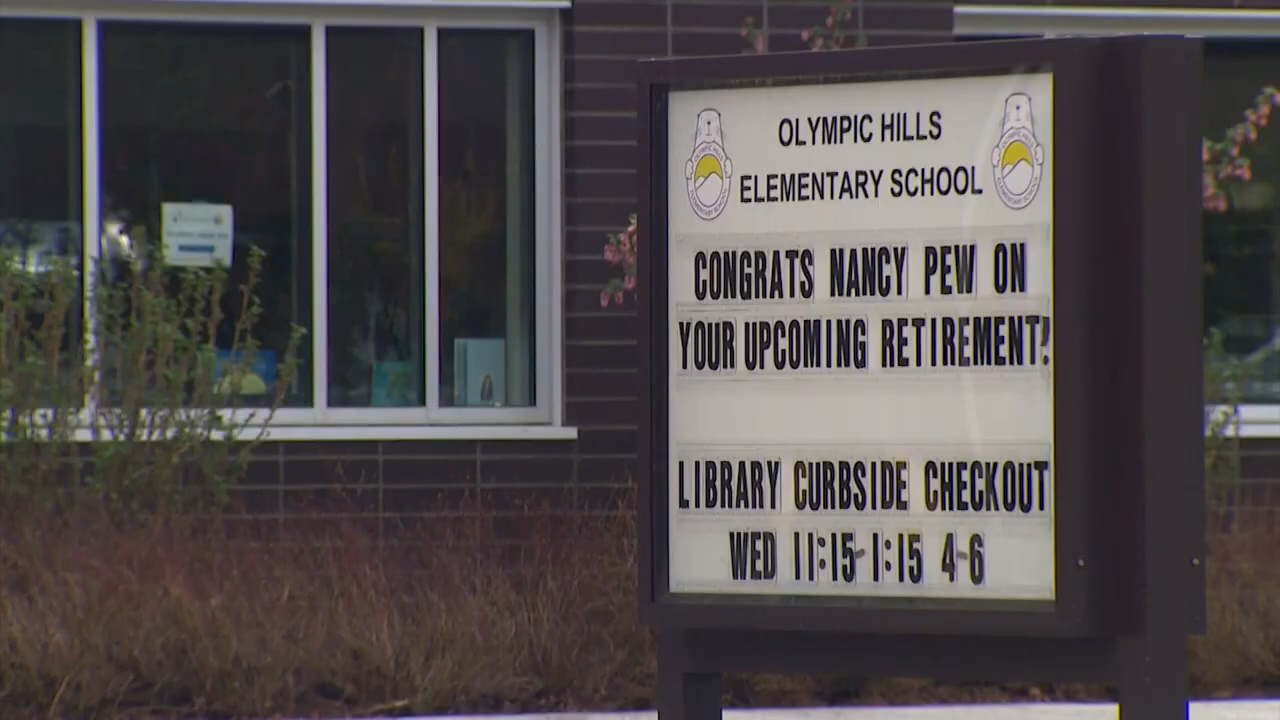 OLYMPIC HILLS
ELEMENTARY SCHOOL
CONGRATS NANCY PEW ON
YOUR UPCOMING RETIREMENT!
LIBRARY CURBSIDE CHECKOUT
WED 11:15-1:15 4-6